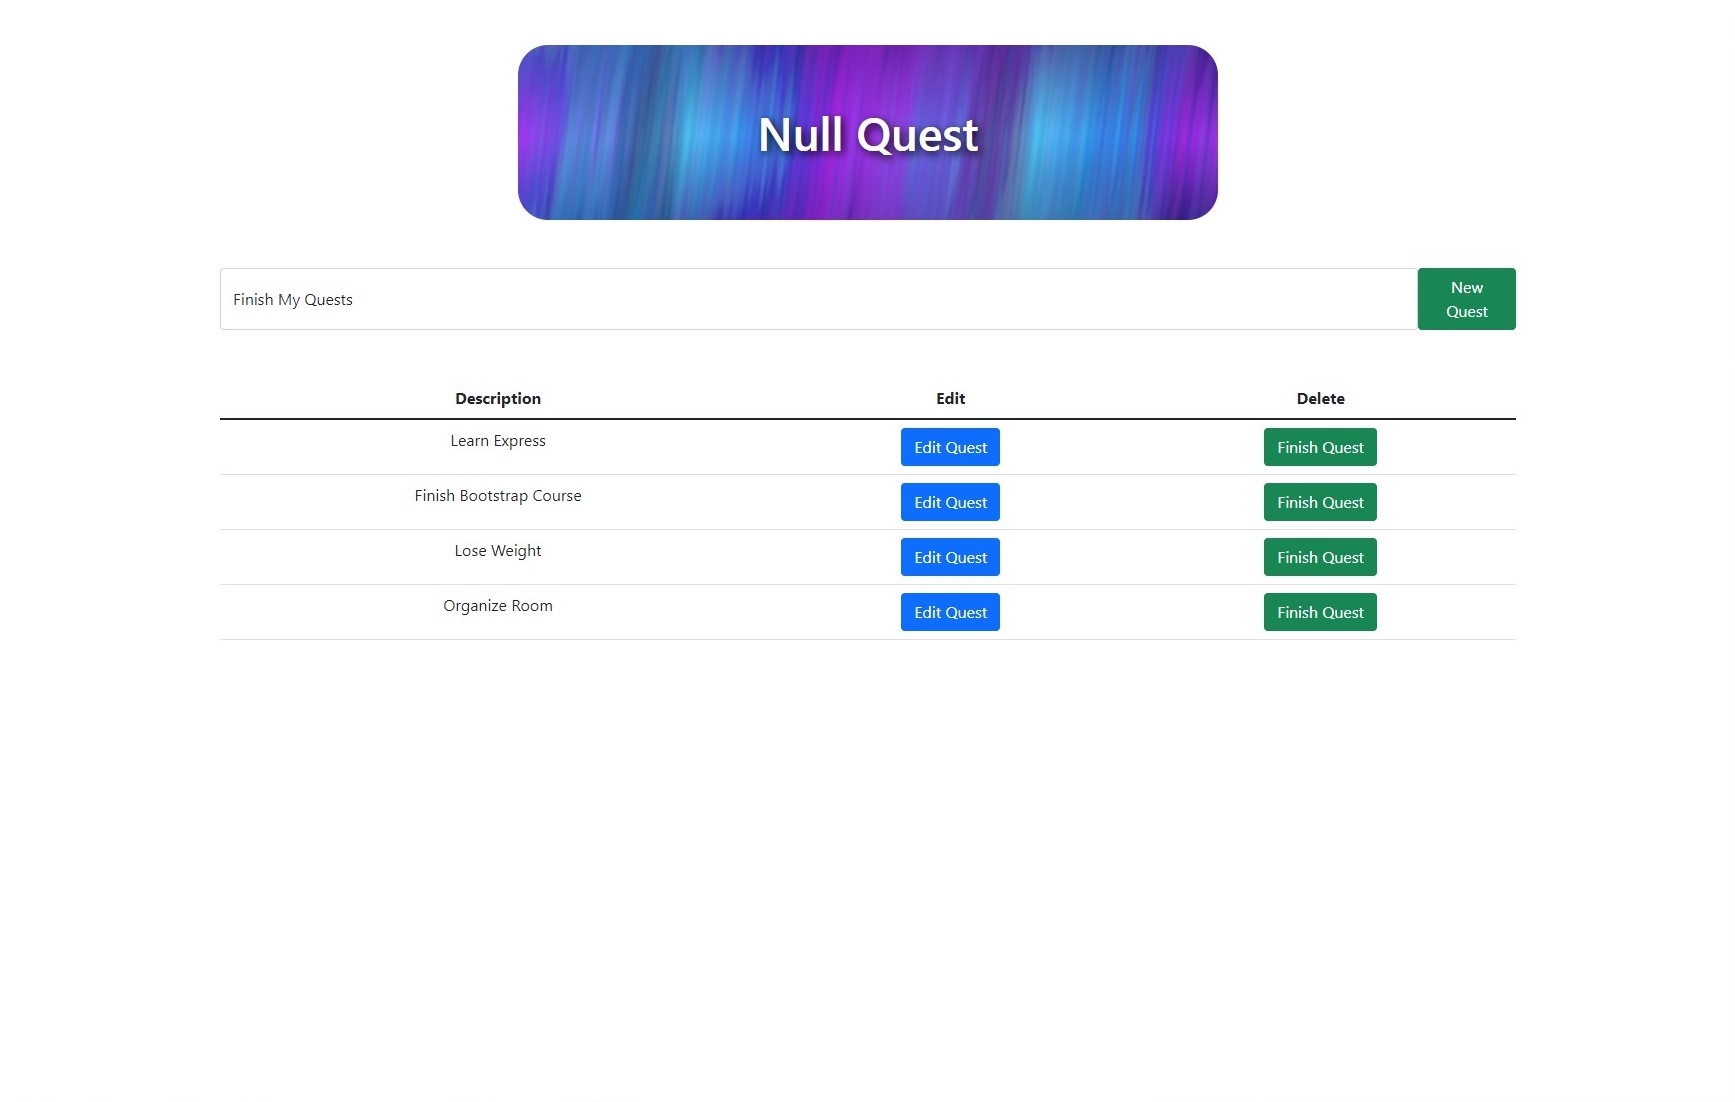 Null Quest
Finish My Quests
New
Quest
Description Edit Delete
Learn Express Edit Quest Finish Quest
Finish Bootstrap Course Edit Quest Finish Quest
Lose Weight Edit Quest Finish Quest
Organize Room Edit Quest Finish Quest